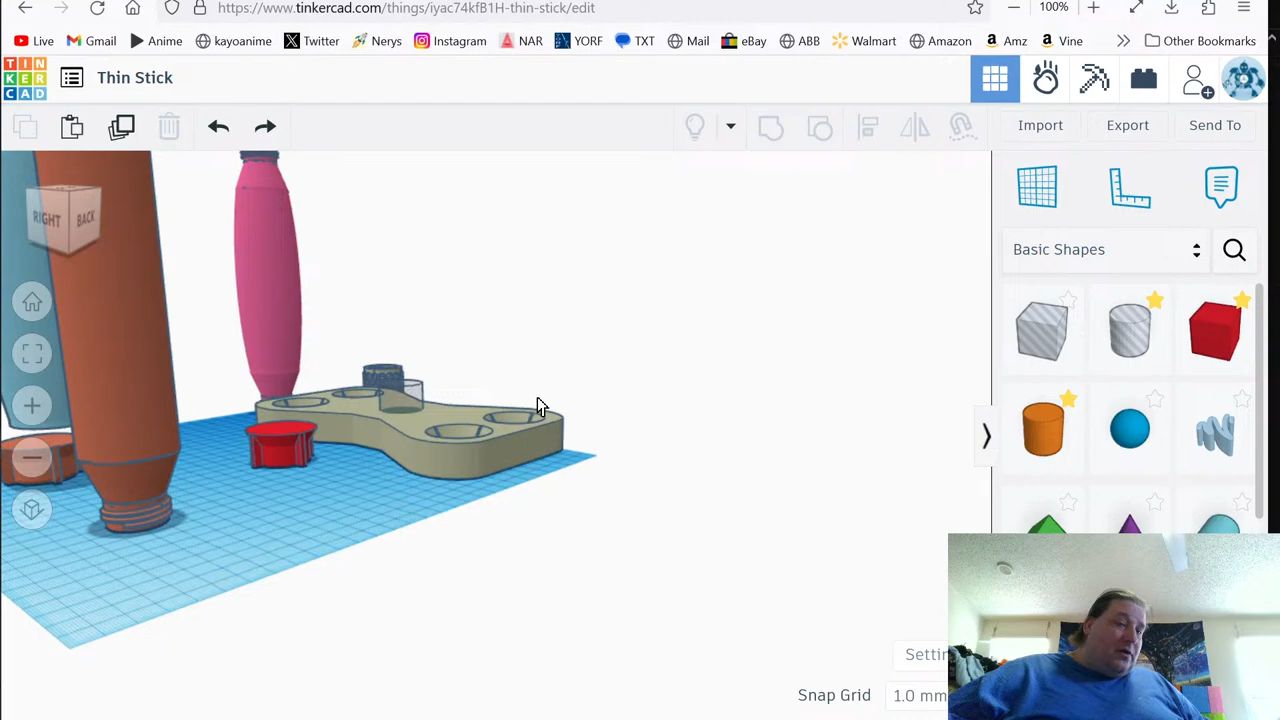 https://www.tinkercad.com/things/iyac74kfB1H-thin-stick/edit
100%
Live Gmail Anime kayoanime Twitter Nerys Instagram NAR YORF TXT Mail eBay ABB Walmart Amazon Amz Vine Other Bookmarks
TIN
KER
CAD
Thin Stick
Import Export Send To
RIGHT BACK
Basic Shapes
Snap Grid 1.0 mm